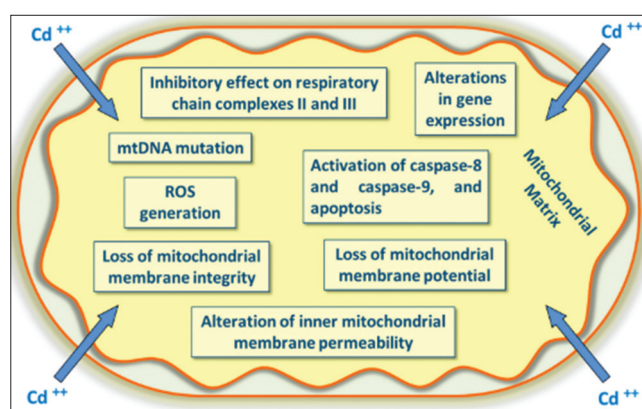 Cd ++
Cd ++
Inhibitory effect on respiratory
chain complexes II and III
Alterations
in gene
expression
mtDNA mutation
Activation of caspase-8
and caspase-9, and
apoptosis
Mitochondrial
Matrix
ROS
generation
Loss of mitochondrial
membrane integrity
Loss of mitochondrial
membrane potential
Alteration of inner mitochondrial
membrane permeability
Cd ++
Cd ++